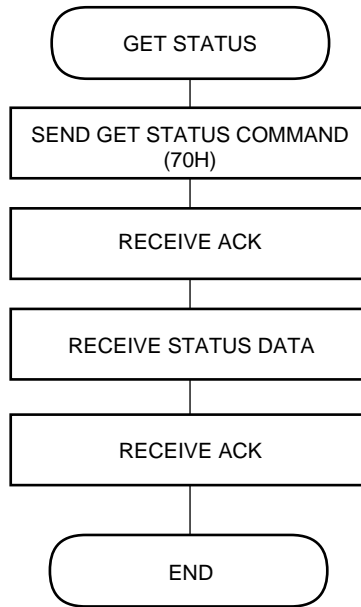 GET STATUS
SEND GET STATUS COMMAND
(70H)
RECEIVE ACK
RECEIVE STATUS DATA
RECEIVE ACK
END